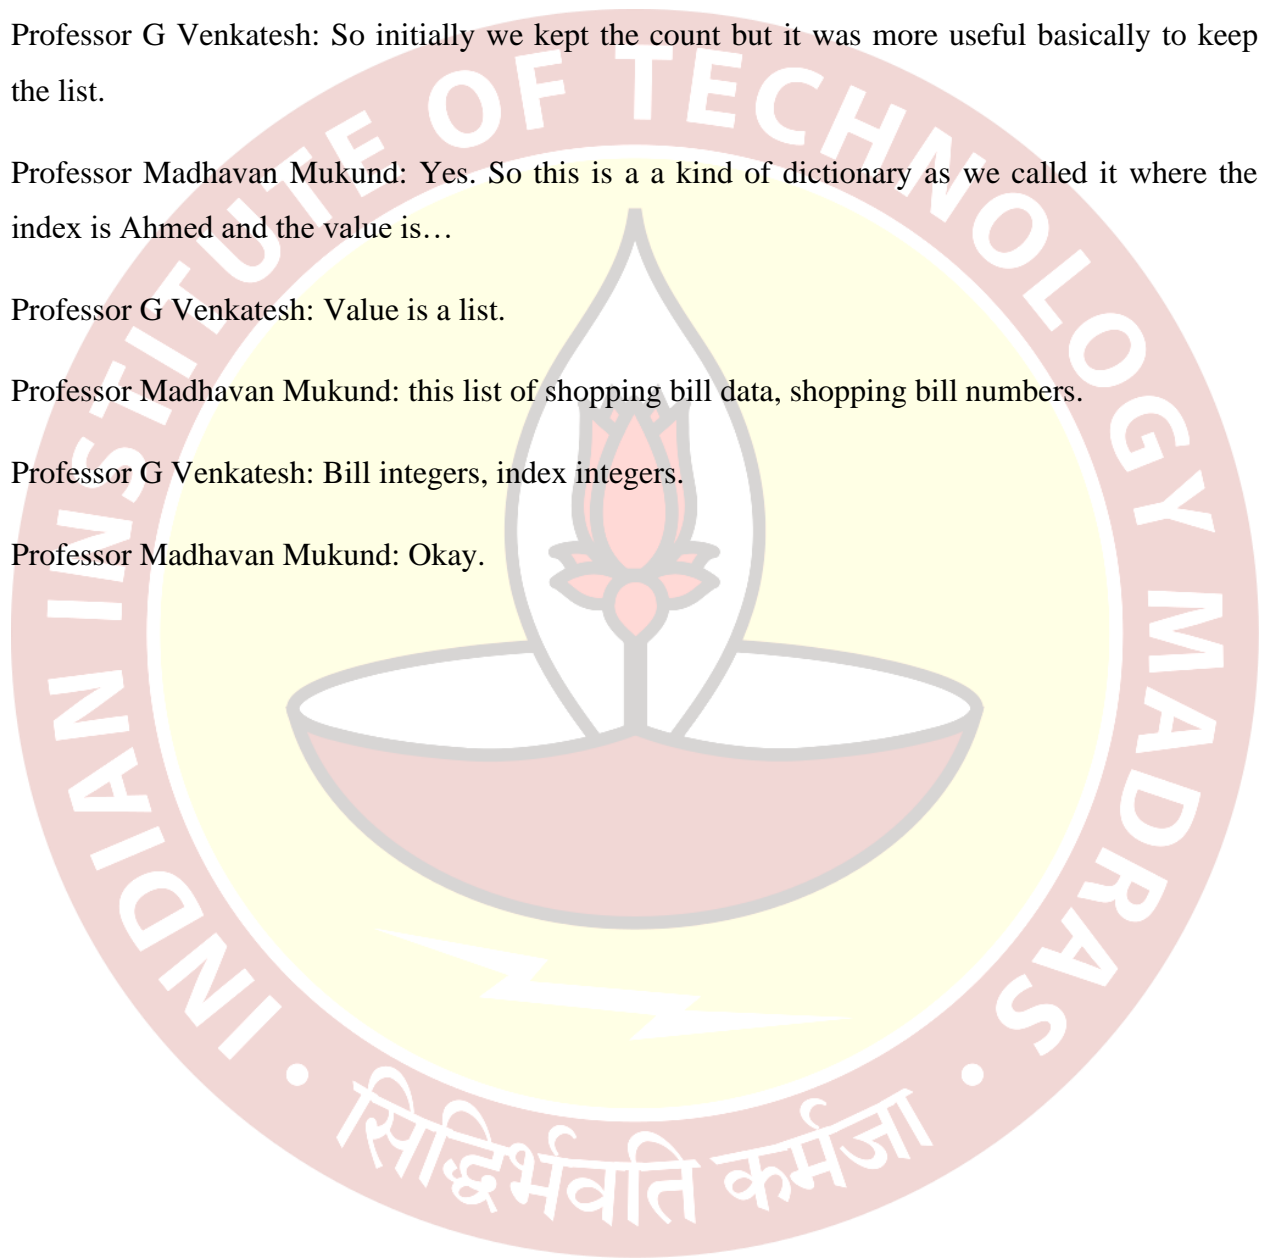 Professor G Venkatesh: So initially we kept the count but it was more useful basically to keep
the list.
Professor Madhavan Mukund: Yes. So this is a a kind of dictionary as we called it where the
index is Ahmed and the value is…
Professor G Venkatesh: Value is a list.
Professor Madhavan Mukund: this list of shopping bill data, shopping bill numbers.
Professor G Venkatesh: Bill integers, index integers.
Professor Madhavan Mukund: Okay.
INDIAN INSTITUTE OF TECHNOLOGY MADRAS
सिद्धिर्भवति कर्मजा